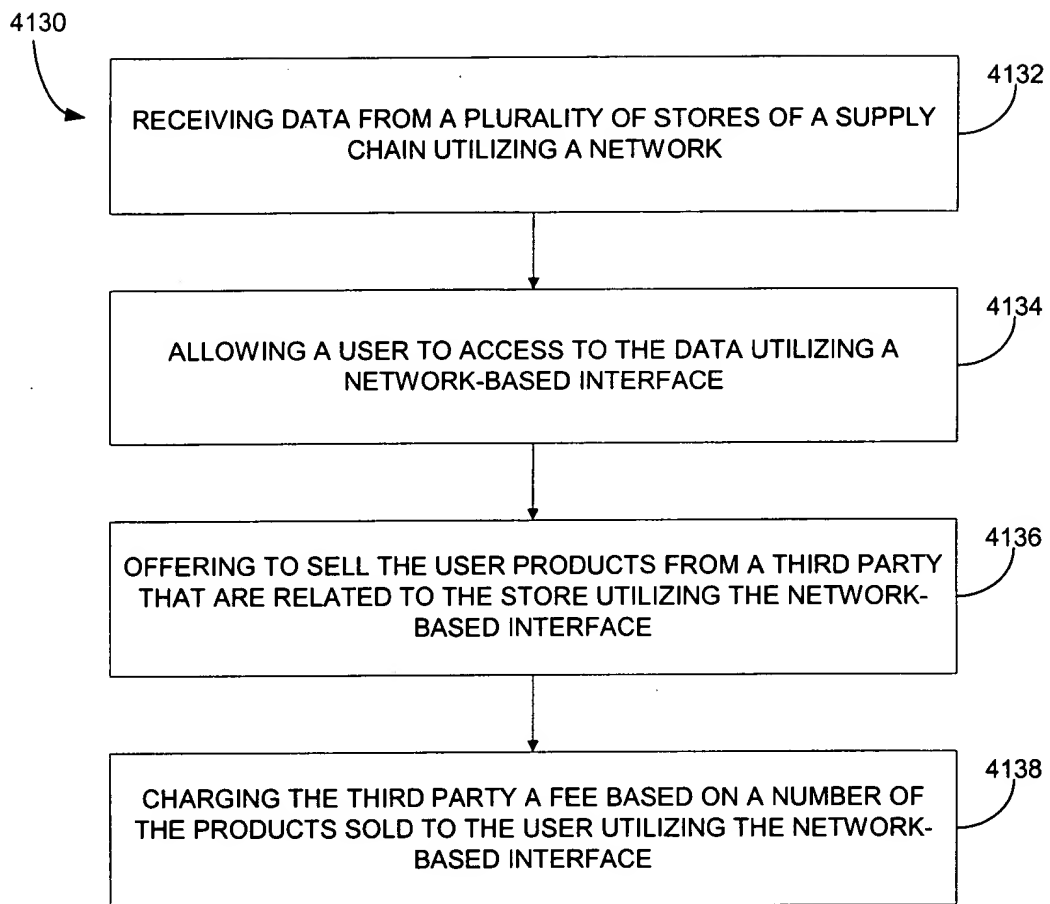 4130
4132
RECEIVING DATA FROM A PLURALITY OF STORES OF A SUPPLY
CHAIN UTILIZING A NETWORK
4134
ALLOWING A USER TO ACCESS TO THE DATA UTILIZING A
NETWORK-BASED INTERFACE
4136
OFFERING TO SELL THE USER PRODUCTS FROM A THIRD PARTY
THAT ARE RELATED TO THE STORE UTILIZING THE NETWORK-
BASED INTERFACE
4138
CHARGING THE THIRD PARTY A FEE BASED ON A NUMBER OF
THE PRODUCTS SOLD TO THE USER UTILIZING THE NETWORK-
BASED INTERFACE